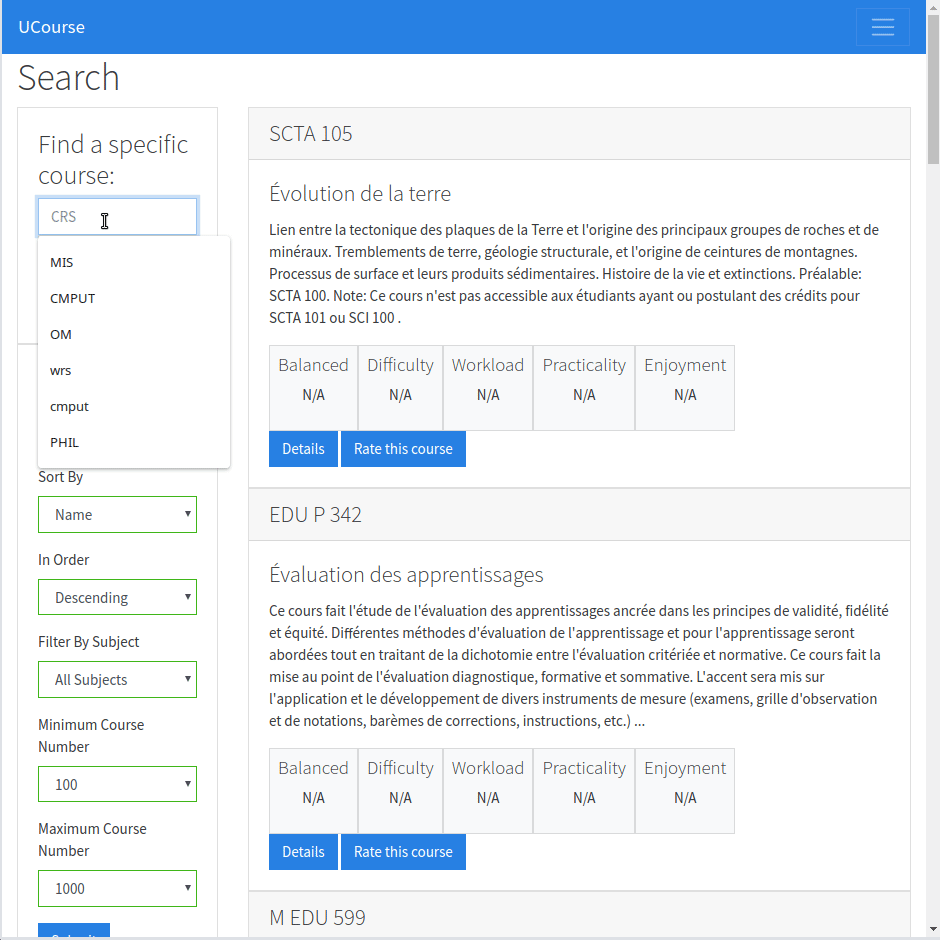 UCourse
Search
Find a specific
course:
CRS
MIS
CMPUT
OM
wrs
cmput
PHIL
Sort By
Name
In Order
Descending
Filter By Subject
All Subjects
Minimum Course
Number
100
Maximum Course
Number
1000
SCTA 105
Évolution de la terre
Lien entre la tectonique des plaques de la Terre et l'origine des principaux groupes de roches et de
minéraux. Tremblements de terre, géologie structurale, et l'origine de ceintures de montagnes.
Processus de surface et leurs produits sédimentaires. Histoire de la vie et extinctions. Préalable:
SCTA 100. Note: Ce cours n'est pas accessible aux étudiants ayant ou postulant des crédits pour
SCTA 101 ou SCI 100 .
Balanced Difficulty Workload Practicality Enjoyment
N/A N/A N/A N/A N/A
Details Rate this course
EDU P 342
Évaluation des apprentissages
Ce cours fait l'étude de l'évaluation des apprentissages ancrée dans les principes de validité, fidélité
et équité. Différentes méthodes d'évaluation de l'apprentissage et pour l'apprentissage seront
abordées tout en traitant de la dichotomie entre l'évaluation critériée et normative. Ce cours fait la
mise au point de l'évaluation diagnostique, formative et sommative. L'accent sera mis sur
l'application et le développement de divers instruments de mesure (examens, grille d'observation
et de notations, barèmes de corrections, instructions, etc.) ...
Balanced Difficulty Workload Practicality Enjoyment
N/A N/A N/A N/A N/A
Details Rate this course
M EDU 599